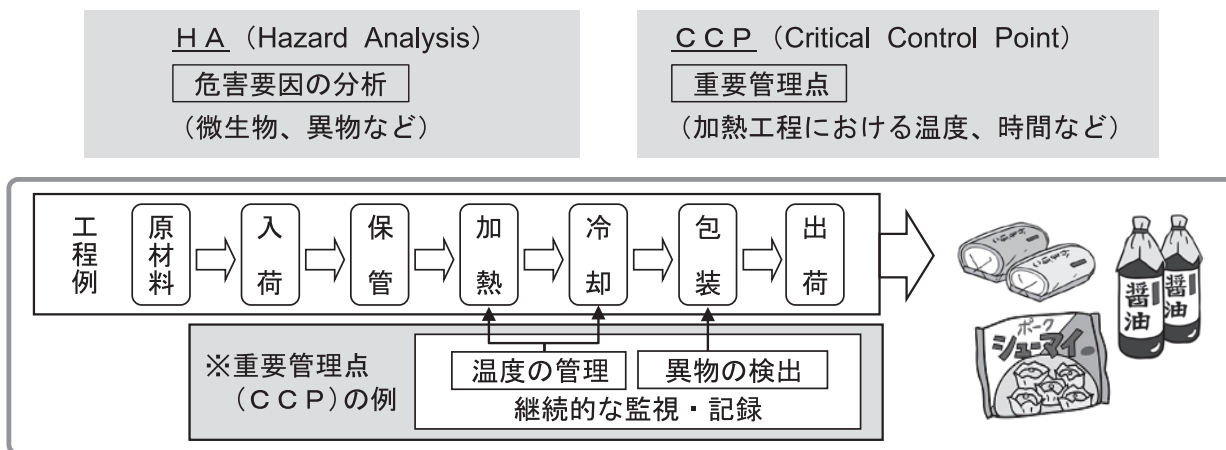 HA（Hazard Analysis）
危害要因の分析
（微生物、異物など）
CCP（Critical Control Point）
重要管理点
（加熱工程における温度、時間など）
工程例
原材料
入荷
保管
加熱
冷却
包装
出荷
※重要管理点
（CCP）の例
温度の管理
異物の検出
継続的な監視・記録
醤油
醤油
ポーク
シューマイ